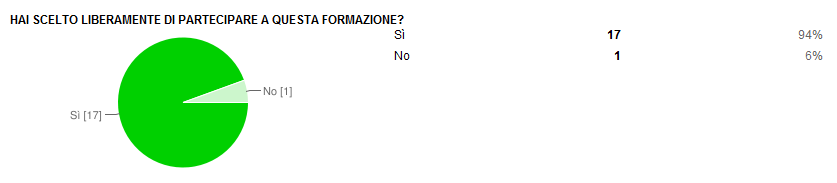 HAI SCELTO LIBERAMENTE DI PARTECIPARE A QUESTA FORMAZIONE?
Sì 17 94%
No 1 6%
No [1]
Sì [17]